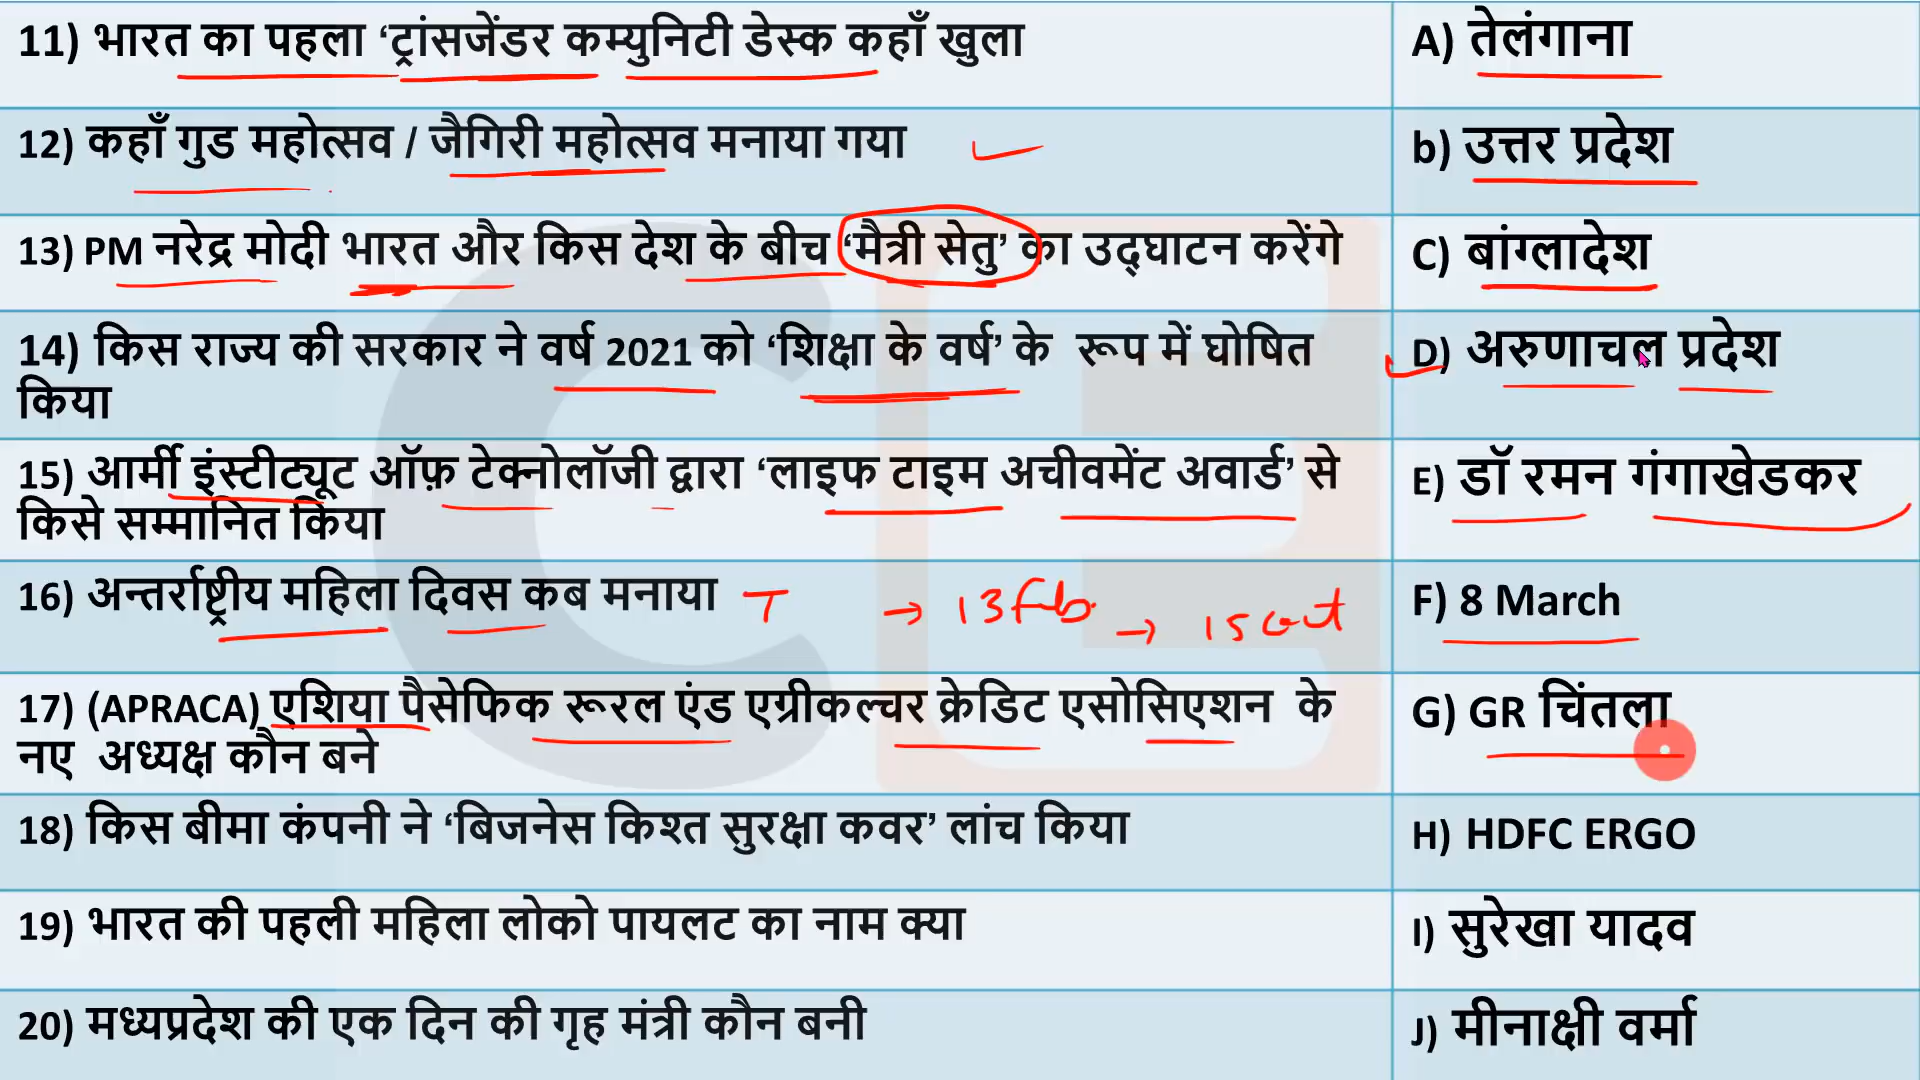 11) भारत का पहला ‘ट्रांसजेंडर कम्युनिटी डेस्क कहाँ खुला
A) तेलंगाना
12) कहाँ गुड महोत्सव / जैगिरी महोत्सव मनाया गया
b) उत्तर प्रदेश
13) PM नरेद्र मोदी भारत और किस देश के बीच ‘मैत्री सेतु’ का उद्घाटन करेंगे
C) बांग्लादेश
14) किस राज्य की सरकार ने वर्ष 2021 को ‘शिक्षा के वर्ष’ के रूप में घोषित
किया
D) अरुणाचल प्रदेश
15) आर्मी इंस्टीट्यूट ऑफ़ टेक्नोलॉजी द्वारा ‘लाइफ टाइम अचीवमेंट अवार्ड’ से
किसे सम्मानित किया
E) डॉ रमन गंगाखेडकर
16) अन्तर्राष्ट्रीय महिला दिवस कब मनाया T → 13 Feb. → 15 oct
F) 8 March
17) (APRACA) एशिया पैसेफिक रूरल एंड एग्रीकल्चर क्रेडिट एसोसिएशन के
नए अध्यक्ष कौन बने
G) GR चिंतला
18) किस बीमा कंपनी ने ‘बिजनेस किश्त सुरक्षा कवर’ लांच किया
H) HDFC ERGO
19) भारत की पहली महिला लोको पायलट का नाम क्या
I) सुरेखा यादव
20) मध्यप्रदेश की एक दिन की गृह मंत्री कौन बनी
J) मीनाक्षी वर्मा